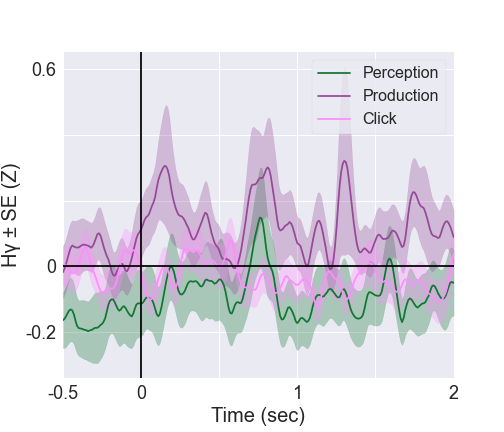 Hγ ± SE (Z)
0.6
0
-0.2
Perception
Production
Click
-0.5
0
1
2
Time (sec)